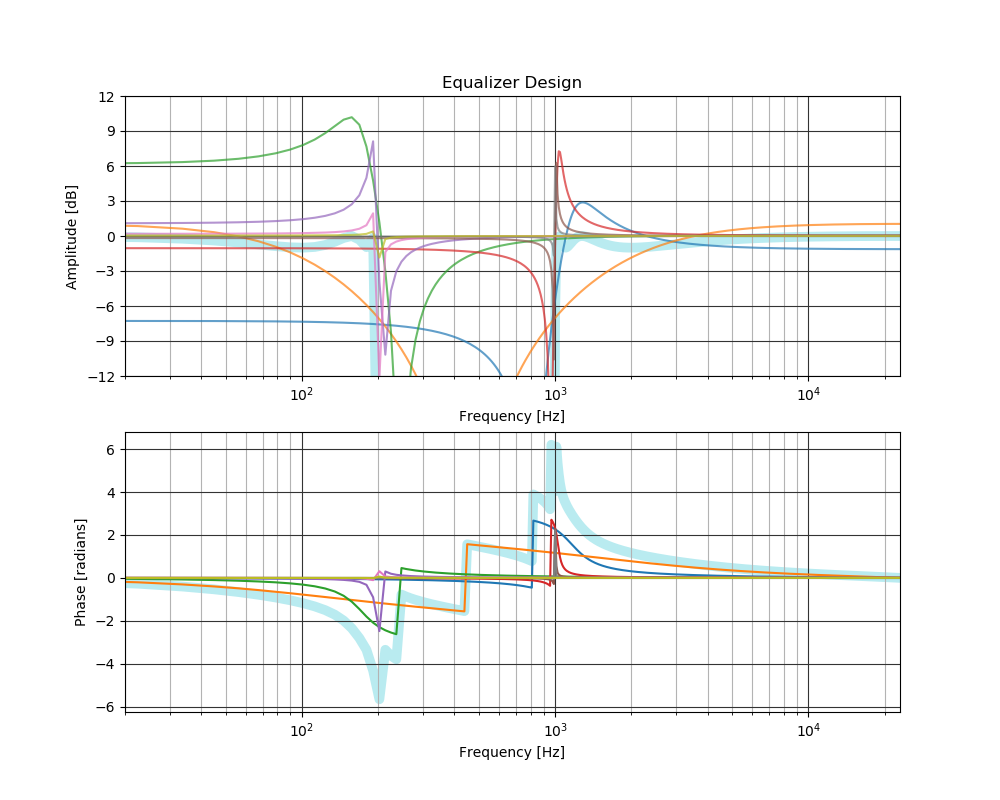 Equalizer Design
12
9
6
3
0
−3
−6
−9
−12
Amplitude [dB]
10² 10³ 10⁴
Frequency [Hz]
6
4
2
0
−2
−4
−6
Phase [radians]
10² 10³ 10⁴
Frequency [Hz]